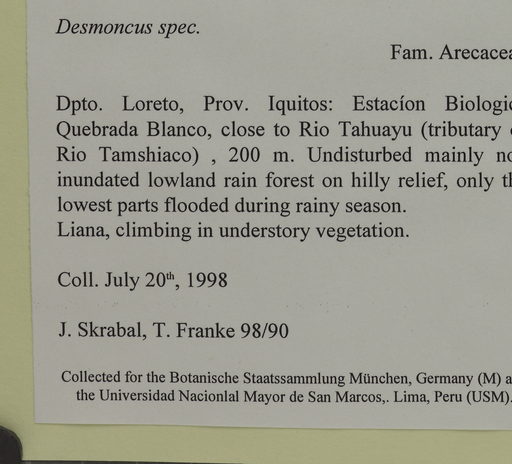 Desmoncus spec.
Fam. Arecacea
Dpto. Loreto, Prov. Iquitos: Estacíon Biologic
Quebrada Blanco, close to Rio Tahuayu (tributary
Rio Tamshiaco) , 200 m. Undisturbed mainly no
inundated lowland rain forest on hilly relief, only th
lowest parts flooded during rainy season.
Liana, climbing in understory vegetation.
Coll. July 20th, 1998
J. Skrabal, T. Franke 98/90
Collected for the Botanische Staatssammlung München, Germany (M) a
the Universidad Nacionlal Mayor de San Marcos,. Lima, Peru (USM).